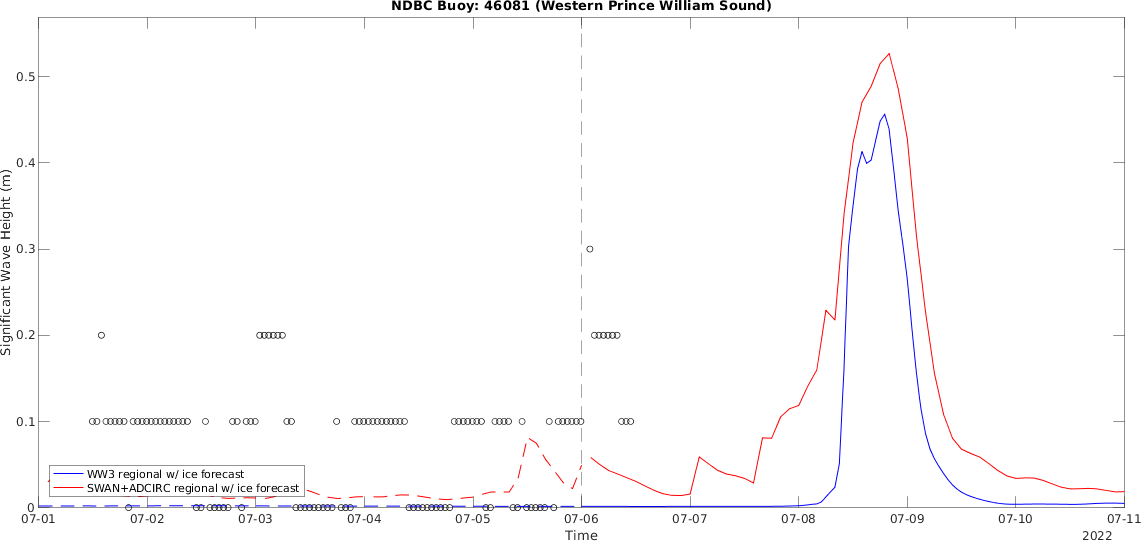 NDBC Buoy: 46081 (Western Prince William Sound)
Significant Wave Height (m)
0.5
0.4
0.3
0.2
0.1
0
WW3 regional w/ ice forecast
SWAN+ADCIRC regional w/ ice forecast
07-01 07-02 07-03 07-04 07-05 07-06 07-07 07-08 07-09 07-10 07-11
Time
2022